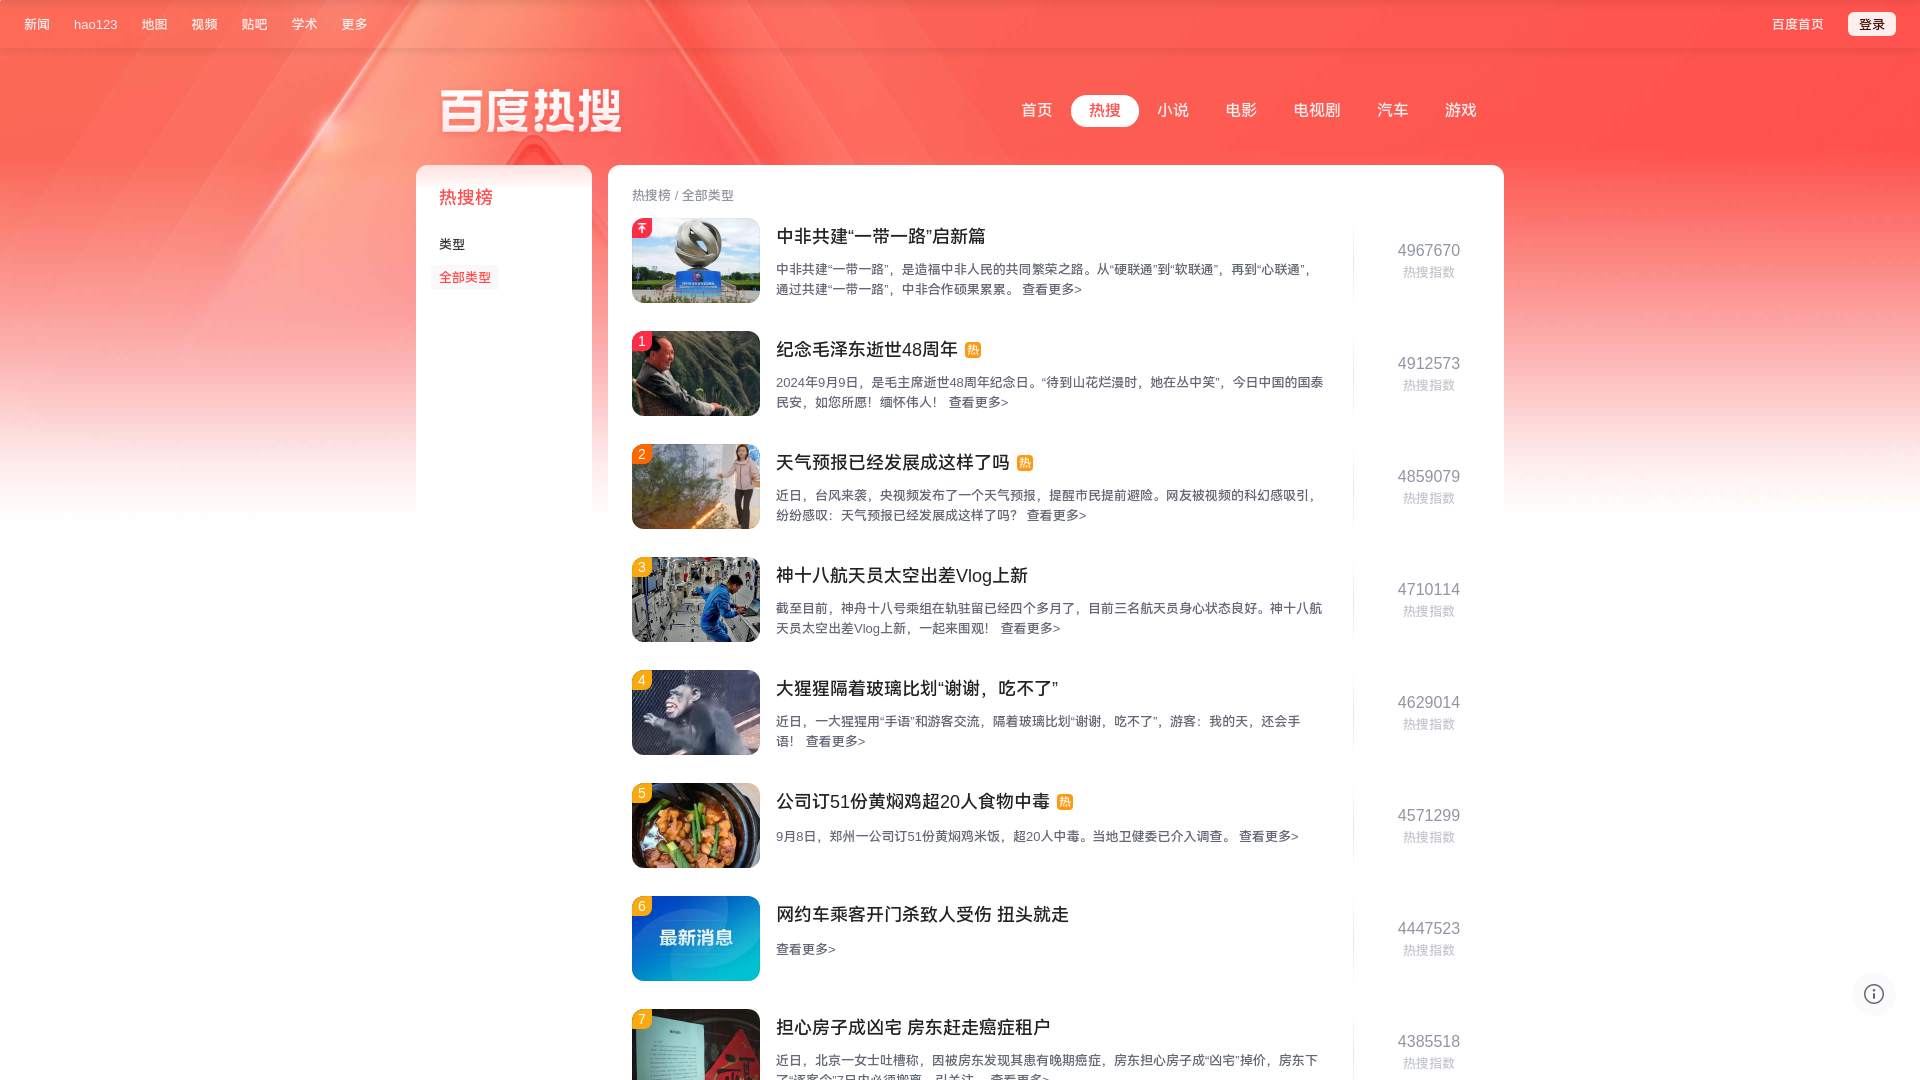 新闻 hao123 地图 视频 贴吧 学术 更多 百度首页 登录
百度热搜
首页 热搜 小说 电影 电视剧 汽车 游戏
热搜榜
类型
全部类型
热搜榜 / 全部类型
中非共建“一带一路”启新篇
中非共建“一带一路”，是造福中非人民的共同繁荣之路。从“硬联通”到“软联通”，再到“心联通”，
通过共建“一带一路”，中非合作硕果累累。 查看更多>
4967670
热搜指数
1
纪念毛泽东逝世48周年 热
2024年9月9日，是毛主席逝世48周年纪念日。“待到山花烂漫时，她在丛中笑”，今日中国的国泰
民安，如您所愿！缅怀伟人！ 查看更多>
4912573
热搜指数
2
天气预报已经发展成这样了吗 热
近日，台风来袭，央视频发布了一个天气预报，提醒市民提前避险。网友被视频的科幻感吸引，
纷纷感叹：天气预报已经发展成这样了吗？ 查看更多>
4859079
热搜指数
3
神十八航天员太空出差Vlog上新
截至目前，神舟十八号乘组在轨驻留已经四个多月了，目前三名航天员身心状态良好。神十八航
天员太空出差Vlog上新，一起来围观！ 查看更多>
4710114
热搜指数
4
大猩猩隔着玻璃比划“谢谢，吃不了”
近日，一大猩猩用“手语”和游客交流，隔着玻璃比划“谢谢，吃不了”，游客：我的天，还会手
语！ 查看更多>
4629014
热搜指数
5
公司订51份黄焖鸡超20人食物中毒 热
9月8日，郑州一公司订51份黄焖鸡米饭，超20人中毒。当地卫健委已介入调查。 查看更多>
4571299
热搜指数
6
最新消息
网约车乘客开门杀致人受伤 扭头就走
查看更多>
4447523
热搜指数
7
担心房子成凶宅 房东赶走癌症租户
近日，北京一女士吐槽称，因被房东发现其患有晚期癌症，房东担心房子成“凶宅”掉价，房东下
了“逐客令”7日内必须搬离，引关注。 查看更多>
4385518
热搜指数